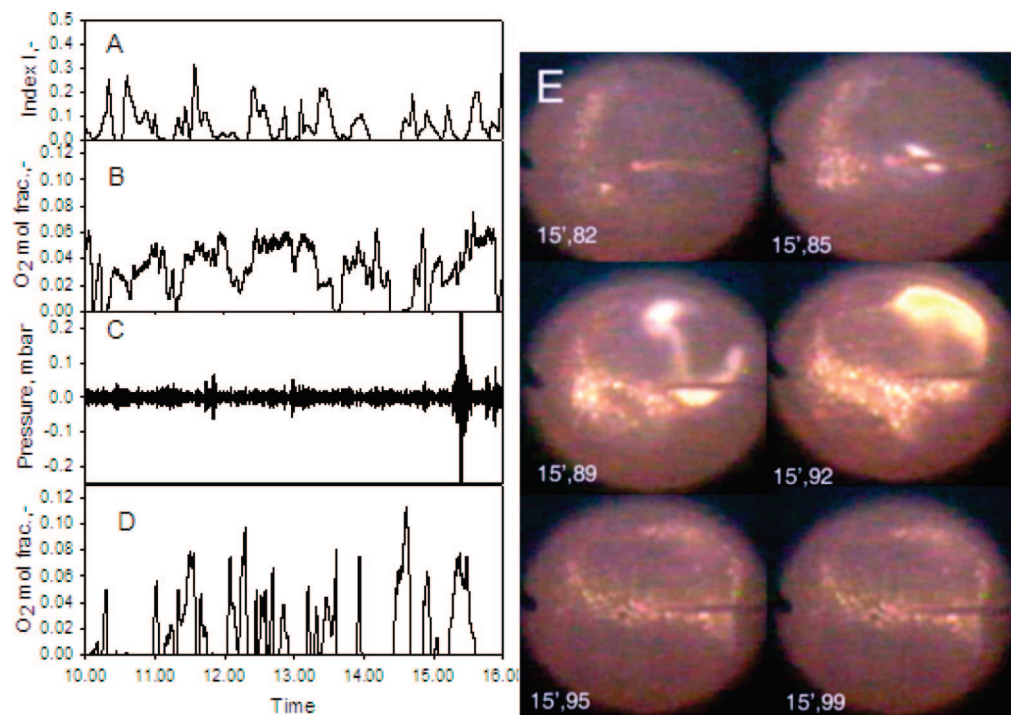 A
Index I,-
0.5
0.4
0.3
0.2
0.1
0.0
B
O2 mol frac.,-
0.12
0.10
0.08
0.06
0.04
0.02
0.00
C
Pressure, mbar
0.2
0.1
0.0
-0.1
-0.2
D
O2 mol frac.,-
0.12
0.10
0.08
0.06
0.04
0.02
0.00
10.00 11.00 12.00 13.00 14.00 15.00 16.00
Time
E
15',82
15',85
15',89
15',92
15',95
15',99